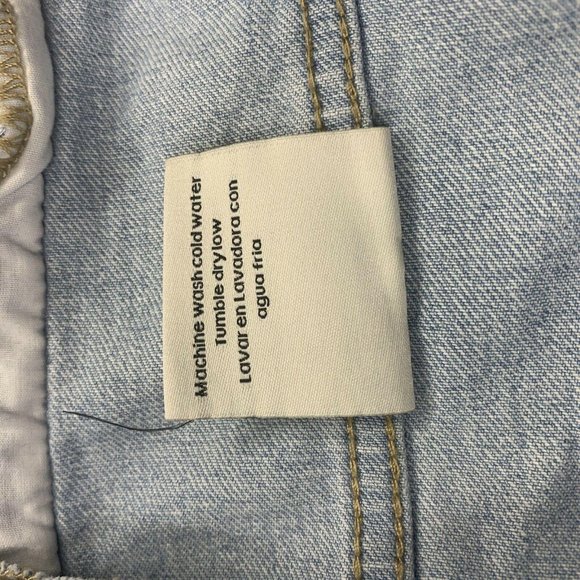 Machine wash cold water
Tumble dry low
Lavar en Lavadora con
agua fria